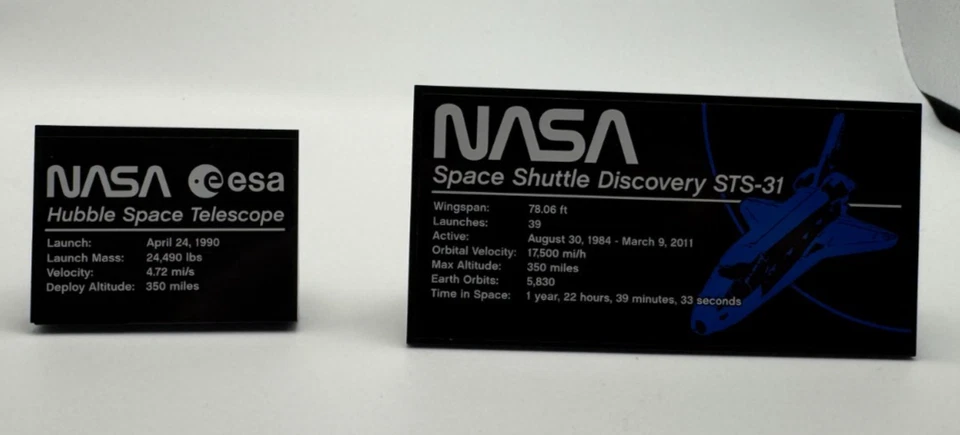 NASA esa
Hubble Space Telescope
Launch: April 24, 1990
Launch Mass: 24,490 lbs
Velocity: 4.72 mi/s
Deploy Altitude: 350 miles
NASA
Space Shuttle Discovery STS-31
Wingspan: 78.06 ft
Launches: 39
Active: August 30, 1984 - March 9, 2011
Orbital Velocity: 17,500 mi/h
Max Altitude: 350 miles
Earth Orbits: 5,830
Time in Space: 1 year, 22 hours, 39 minutes, 33 seconds